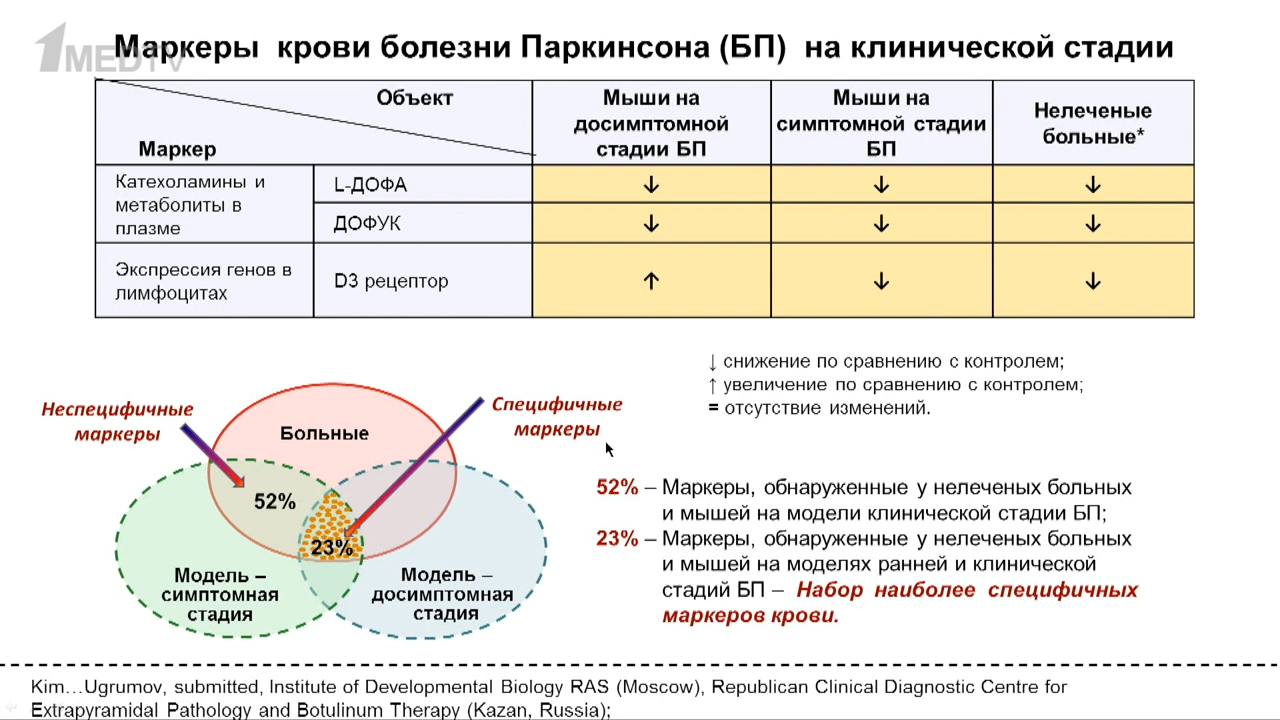 1MEDTV
Маркеры крови болезни Паркинсона (БП) на клинической стадии
Объект
Маркер
Мыши на
досимптомной
стадии БП
Мыши на
симптомной стадии
БП
Нелеченые
больные*
Катехоламины и
метаболиты в
плазме
L-ДОФА
↓ ↓ ↓
ДОФУК
↓ ↓ ↓
Экспрессия генов в
лимфоцитах
D3 рецептор
↑ ↓ ↓
↓ снижение по сравнению с контролем;
↑ увеличение по сравнению с контролем;
= отсутствие изменений.
Неспецифичные
маркеры
Специфичные
маркеры
Больные
52%
23%
Модель –
симптомная
стадия
Модель –
досимптомная
стадия
52% – Маркеры, обнаруженные у нелеченых больных
и мышей на модели клинической стадии БП;
23% – Маркеры, обнаруженные у нелеченых больных
и мышей на моделях ранней и клинической
стадий БП – Набор наиболее специфичных
маркеров крови.
Kim...Ugrumov, submitted, Institute of Developmental Biology RAS (Moscow), Republican Clinical Diagnostic Centre for
Extrapyramidal Pathology and Botulinum Therapy (Kazan, Russia);